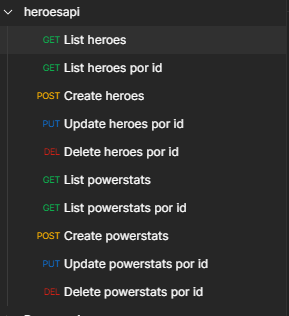 heroesapi
GET List heroes
GET List heroes por id
POST Create heroes
PUT Update heroes por id
DEL Delete heroes por id
GET List powerstats
GET List powerstats por id
POST Create powerstats
PUT Update powerstats por id
DEL Delete powerstats por id